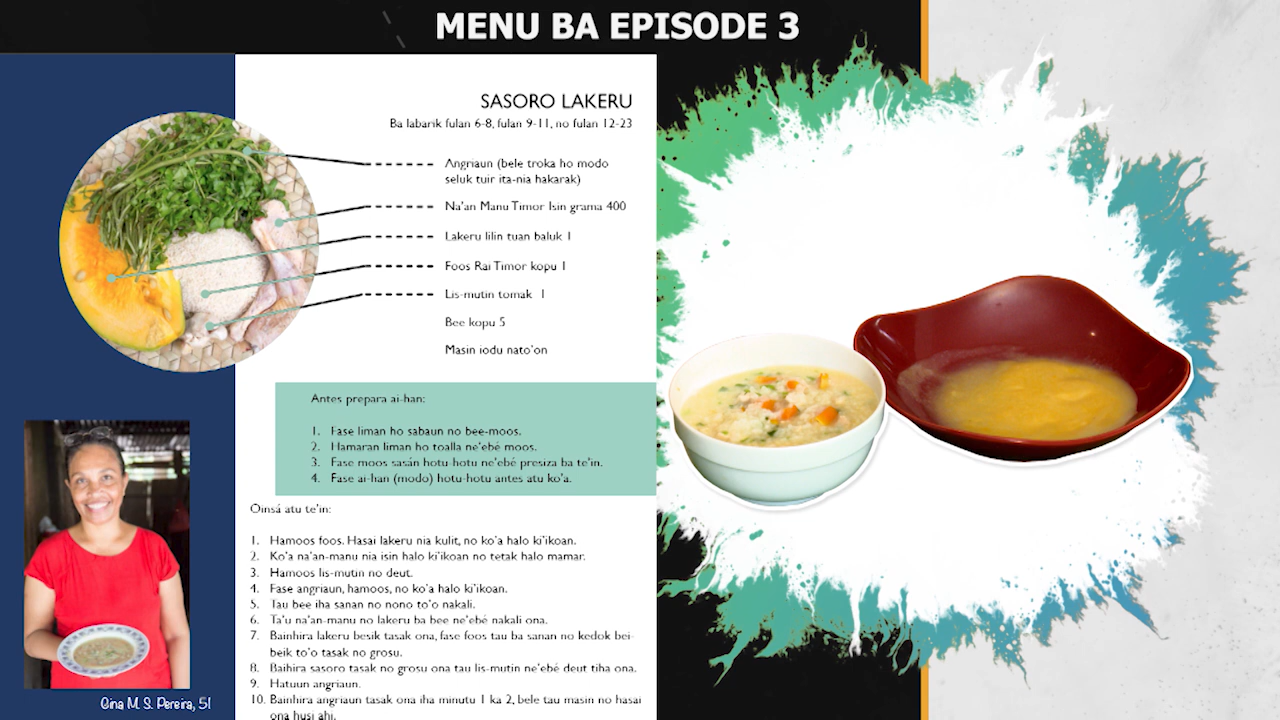 MENU BA EPISODE 3
SASORO LAKERU
Ba labarik fulan 6-8, fulan 9-11, no fulan 12-23
Angriaun (bele troka ho modo
seluk tuir ita-nia hakarak)
Na'an Manu Timor Isin grama 400
Lakeru lilin tuan baluk 1
Foos Rai Timor kopu 1
Lis-mutin tomak 1
Bee kopu 5
Masin iodu nato'on
Antes prepara ai-han:
1. Fase liman ho sabaun no bee-moos.
2. Hamaran liman ho toalla ne'ebé moos.
3. Fase moos sasán hotu-hotu ne'ebé presiza ba te'in.
4. Fase ai-han (modo) hotu-hotu antes atu ko'a.
Oinsá atu te'in:
1. Hamoos foos. Hasai lakeru nia kulit, no ko'a halo ki'ikoan.
2. Ko'a na'an-manu nia isin halo ki'ikoan no tetak halo mamar.
3. Hamoos lis-mutin no deut.
4. Fase angriaun, hamoos, no ko'a halo ki'ikoan.
5. Tau bee iha sanan no nono to'o nakali.
6. Ta'u na'an-manu no lakeru ba bee ne'ebé nakali ona.
7. Bainhira lakeru besik tasak ona, fase foos tau ba sanan no kedok bei-
beik to'o tasak no grosu.
8. Baihira sasoro tasak no grosu ona tau lis-mutin ne'ebé deut tiha ona.
9. Hatuun angriaun.
10. Bainhira angriaun tasak ona iha minutu 1 ka 2, bele tau masin no hasai
ona husi ahi.
Gina M. S. Pereira, 51